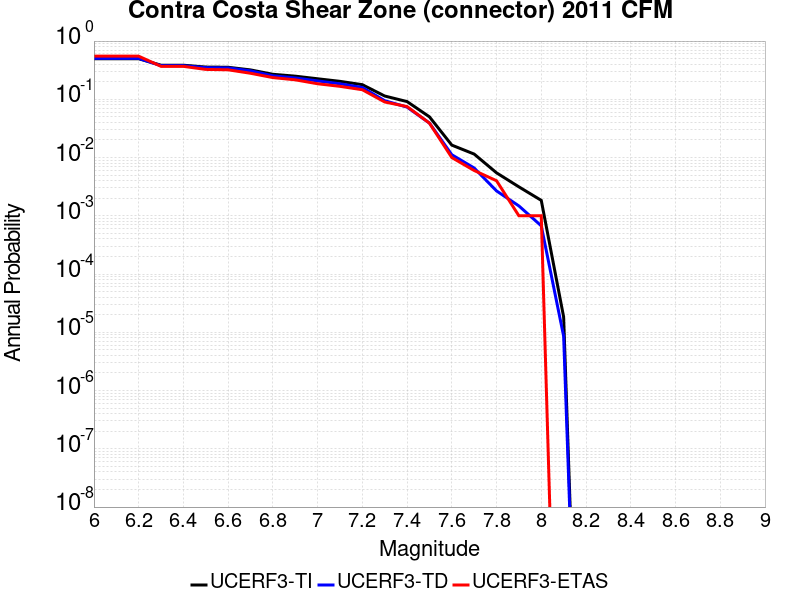 Contra Costa Shear Zone (connector) 2011 CFM
Annual Probability
10^0
10^-1
10^-2
10^-3
10^-4
10^-5
10^-6
10^-7
10^-8
6 6.2 6.4 6.6 6.8 7 7.2 7.4 7.6 7.8 8 8.2 8.4 8.6 8.8 9
Magnitude
UCERF3-TI UCERF3-TD UCERF3-ETAS